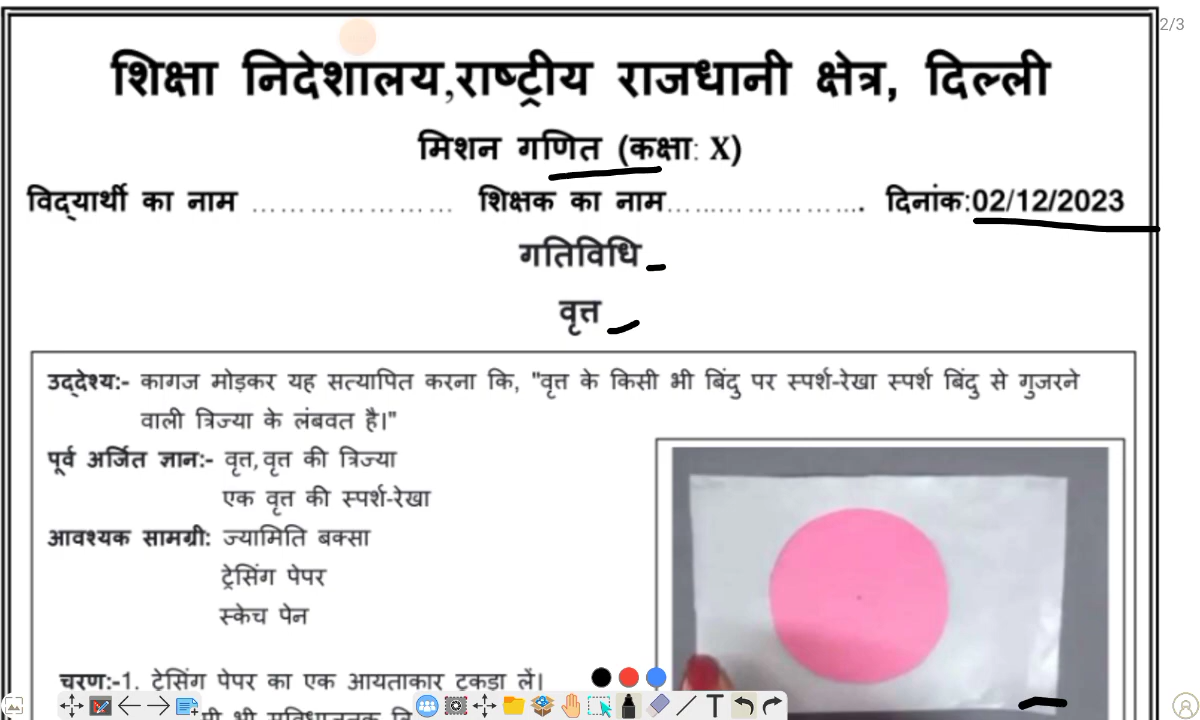 2/3
शिक्षा निदेशालय,राष्ट्रीय राजधानी क्षेत्र, दिल्ली
मिशन गणित (कक्षा: X)
विद्यार्थी का नाम ………………… शिक्षक का नाम…………………. दिनांक:02/12/2023
गतिविधि
वृत्त
उद्देश्य:- कागज मोड़कर यह सत्यापित करना कि, "वृत्त के किसी भी बिंदु पर स्पर्श-रेखा स्पर्श बिंदु से गुजरने
वाली त्रिज्या के लंबवत है।"
पूर्व अर्जित ज्ञान:- वृत्त,वृत्त की त्रिज्या
एक वृत्त की स्पर्श-रेखा
आवश्यक सामग्री: ज्यामिति बक्सा
ट्रेसिंग पेपर
स्केच पेन
चरण:-1. ट्रेसिंग पेपर का एक आयताकार टुकड़ा लें।